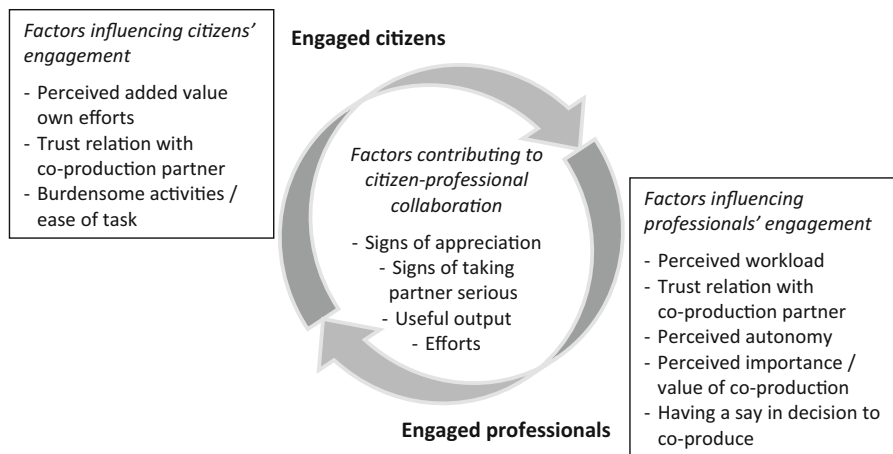 Factors influencing citizens'
engagement
- Perceived added value
own efforts
- Trust relation with
co-production partner
- Burdensome activities /
ease of task
Engaged citizens
Factors contributing to
citizen-professional
collaboration
- Signs of appreciation
- Signs of taking
partner serious
- Useful output
- Efforts
Factors influencing
professionals' engagement
- Perceived workload
- Trust relation with
co-production partner
- Perceived autonomy
- Perceived importance /
value of co-production
- Having a say in decision to
co-produce
Engaged professionals